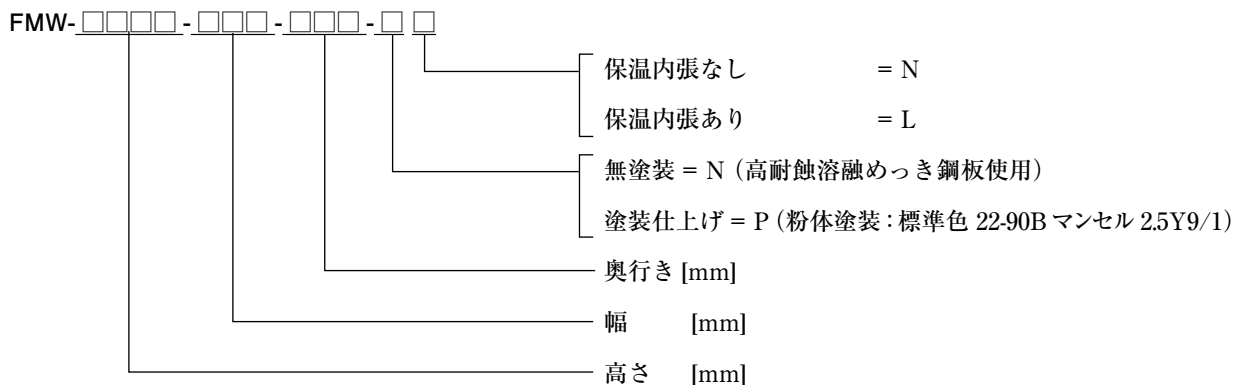 FMW-□□□□-□□□-□□□-□ □
保温内張なし = N
保温内張あり = L
無塗装 = N（高耐蝕溶融めっき鋼板使用）
塗装仕上げ = P（粉体塗装：標準色 22-90B マンセル 2.5Y9/1）
奥行き [mm]
幅 [mm]
高さ [mm]